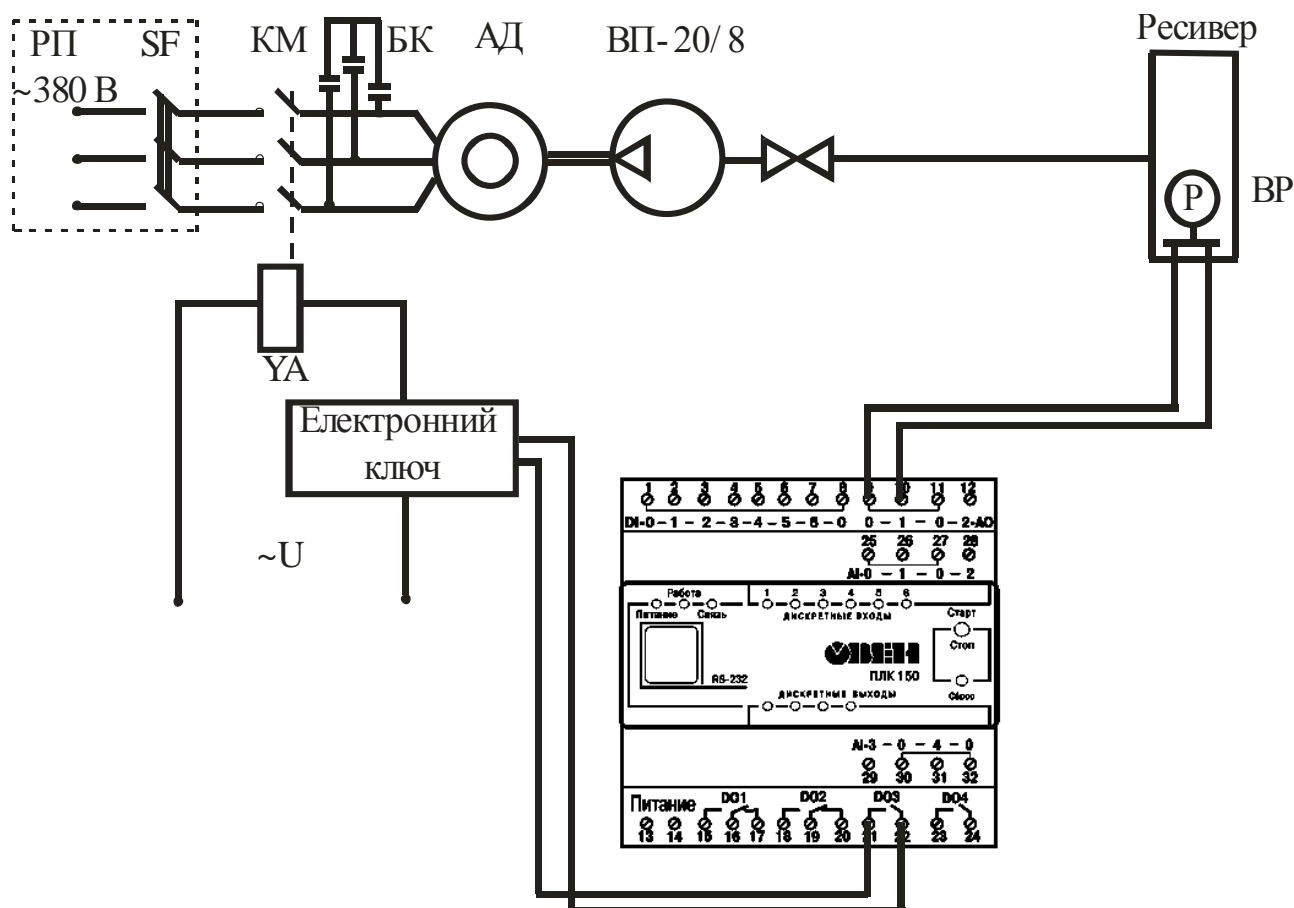 РП SF КМ БК АД ВП-20/8 Ресивер
~380 В
P
ВР
YA
Електронний
ключ
~U
1 2 3 4 5 6 7 8 9 10 11 12
DI-0-1-2-3-4-5-6-0 0-1-0-2-AO
25 26 27 28
AI-0-1-0-2
Работа
Питание Связь
1 2 3 4 5 6
ДИСКРЕТНЫЕ ВХОДЫ
Старт
Стоп
ОВЕН
ПЛК 150
RS-232
ДИСКРЕТНЫЕ ВЫХОДЫ
Сброс
AI-3-0-4-0
29 30 31 32
Питание DO1 DO2 DO3 DO4
13 14 15 16 17 18 19 20 21 22 23 24